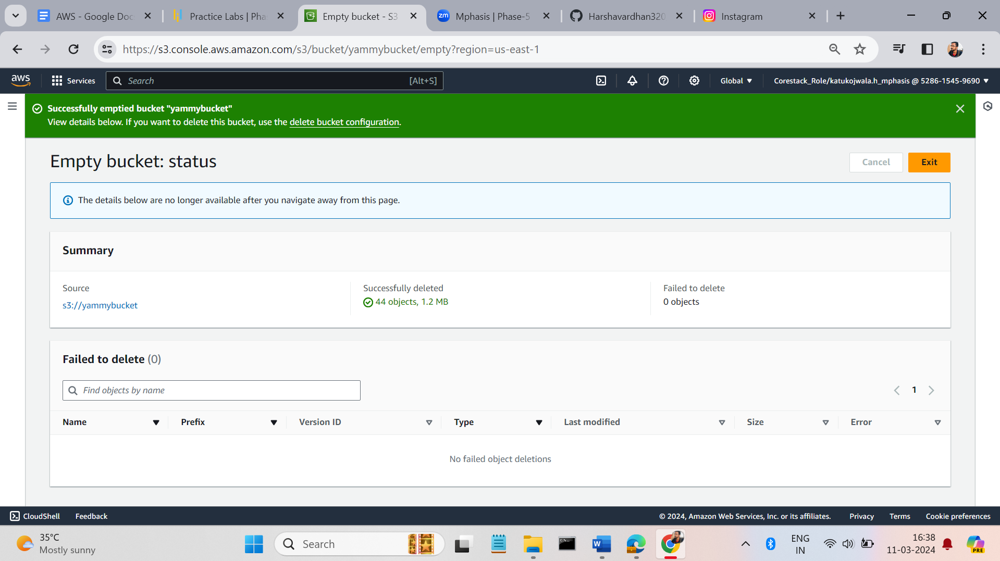 AWS - Google Doc
Practice Labs | Pha
Empty bucket - S3
zm
Mphasis | Phase-5
Harshavardhan320
Instagram
https://s3.console.aws.amazon.com/s3/bucket/yammybucket/empty?region=us-east-1
aws
Services
Search
[Alt+S]
Global
Corestack_Role/katukojwala.h_mphasis @ 5286-1545-9690
Successfully emptied bucket "yammybucket"
View details below. If you want to delete this bucket, use the delete bucket configuration.
Empty bucket: status
Cancel
Exit
The details below are no longer available after you navigate away from this page.
Summary
Source
s3://yammybucket
Successfully deleted
44 objects, 1.2 MB
Failed to delete
0 objects
Failed to delete (0)
Find objects by name
1
Name
Prefix
Version ID
Type
Last modified
Size
Error
No failed object deletions
CloudShell
Feedback
© 2024, Amazon Web Services, Inc. or its affiliates.
Privacy
Terms
Cookie preferences
35°C
Mostly sunny
Search
W
ENG
IN
16:38
11-03-2024
PRE